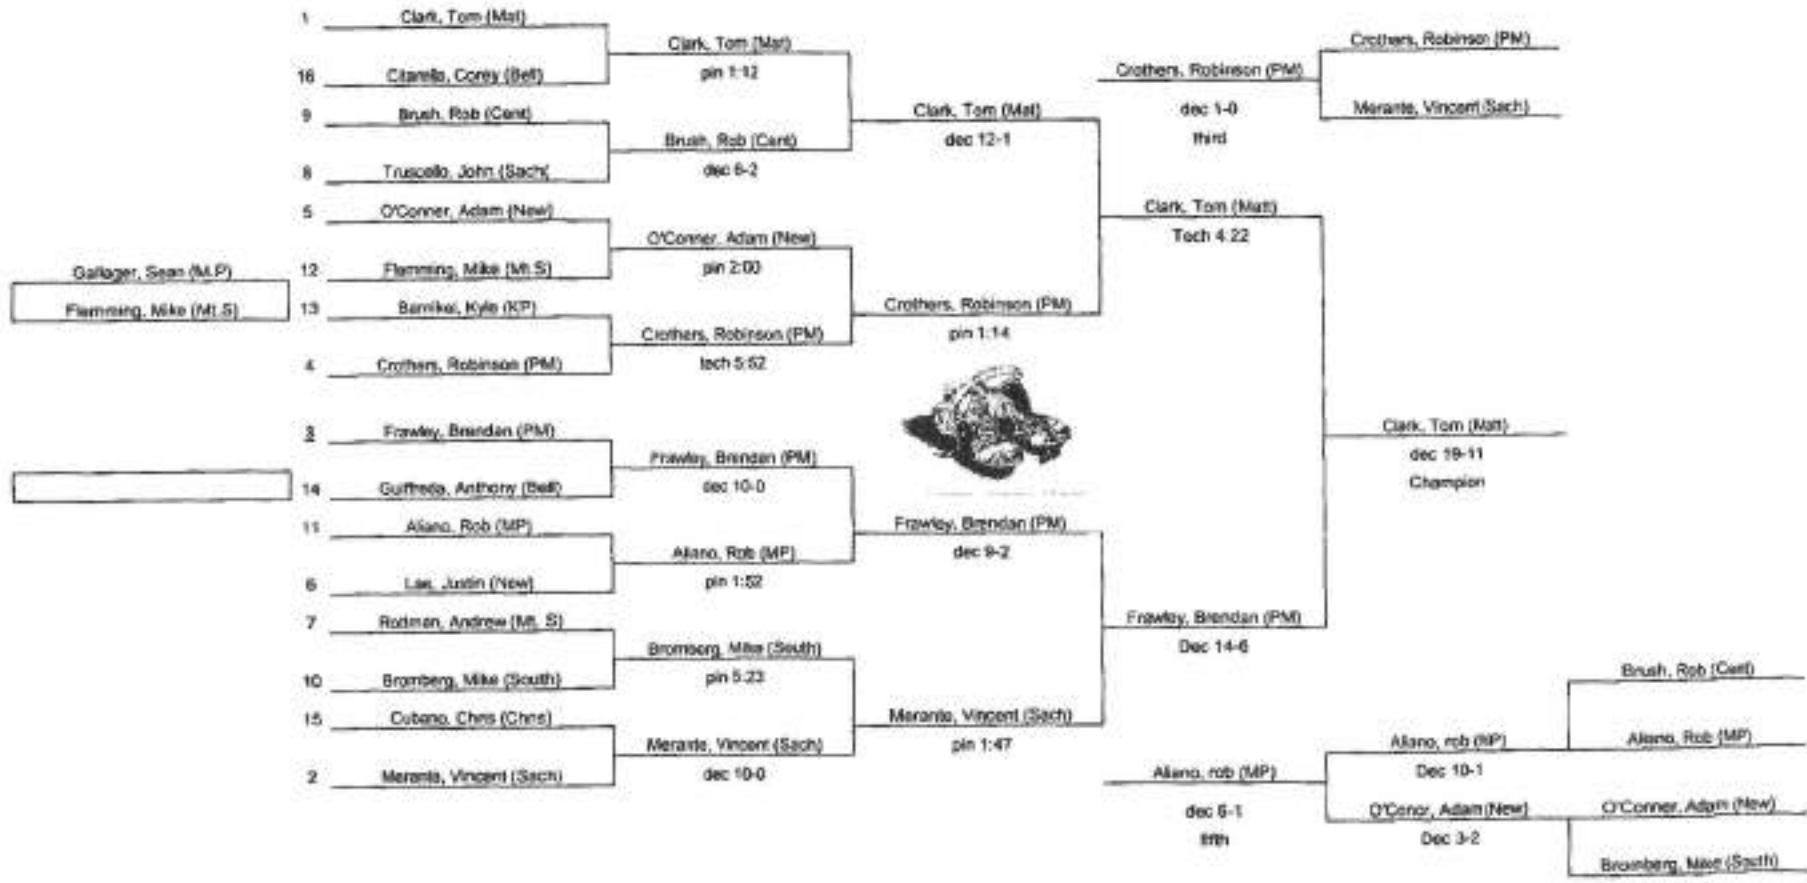 1 Clark, Tom (Mat)
16 Citarella, Corey (Bell)
9 Brush, Rob (Cent)
8 Truscello, John (Sach(
5 O'Conner, Adam (New)
12 Flemming, Mike (Mt.S)
13 Barnikel, Kyle (KP)
4 Crothers, Robinson (PM)
3 Frawley, Brendan (PM)
14 Guiffreda, Anthony (Bell)
11 Aliano, Rob (MP)
6 Lee, Justin (New)
7 Rodman, Andrew (Mt. S)
10 Bromberg, Mike (South)
15 Cubano, Chris (Chris)
2 Merante, Vincent (Sach)
Gallager, Sean (M.P)
Flemming, Mike (Mt.S)
Clark, Tom (Mat)
pin 1:12
Brush, Rob (Cent)
dec 6-2
O'Conner, Adam (New)
pin 2:00
Crothers, Robinson (PM)
tech 5:52
Frawley, Brendan (PM)
dec 10-0
Aliano, Rob (MP)
pin 1:52
Bromberg, Mike (South)
pin 5:23
Merante, Vincent (Sach)
dec 10-0
Clark, Tom (Mat)
dec 12-1
Crothers, Robinson (PM)
pin 1:14
Frawley, Brendan (PM)
dec 9-2
Merante, Vincent (Sach)
pin 1:47
Clark, Tom (Matt)
Tech 4:22
Frawley, Brendan (PM)
Dec 14-6
Clark, Tom (Matt)
dec 19-11
Champion
Crothers, Robinson (PM)
Merante, Vincent (Sach)
Crothers, Robinson (PM)
dec 1-0
third
Brush, Rob (Cent)
Aliano, Rob (MP)
O'Conner, Adam (New)
Bromberg, Mike (South)
Aliano, rob (MP)
Dec 10-1
O'Conor, Adam(New)
Dec 3-2
Aliano, rob (MP)
dec 6-1
fifth